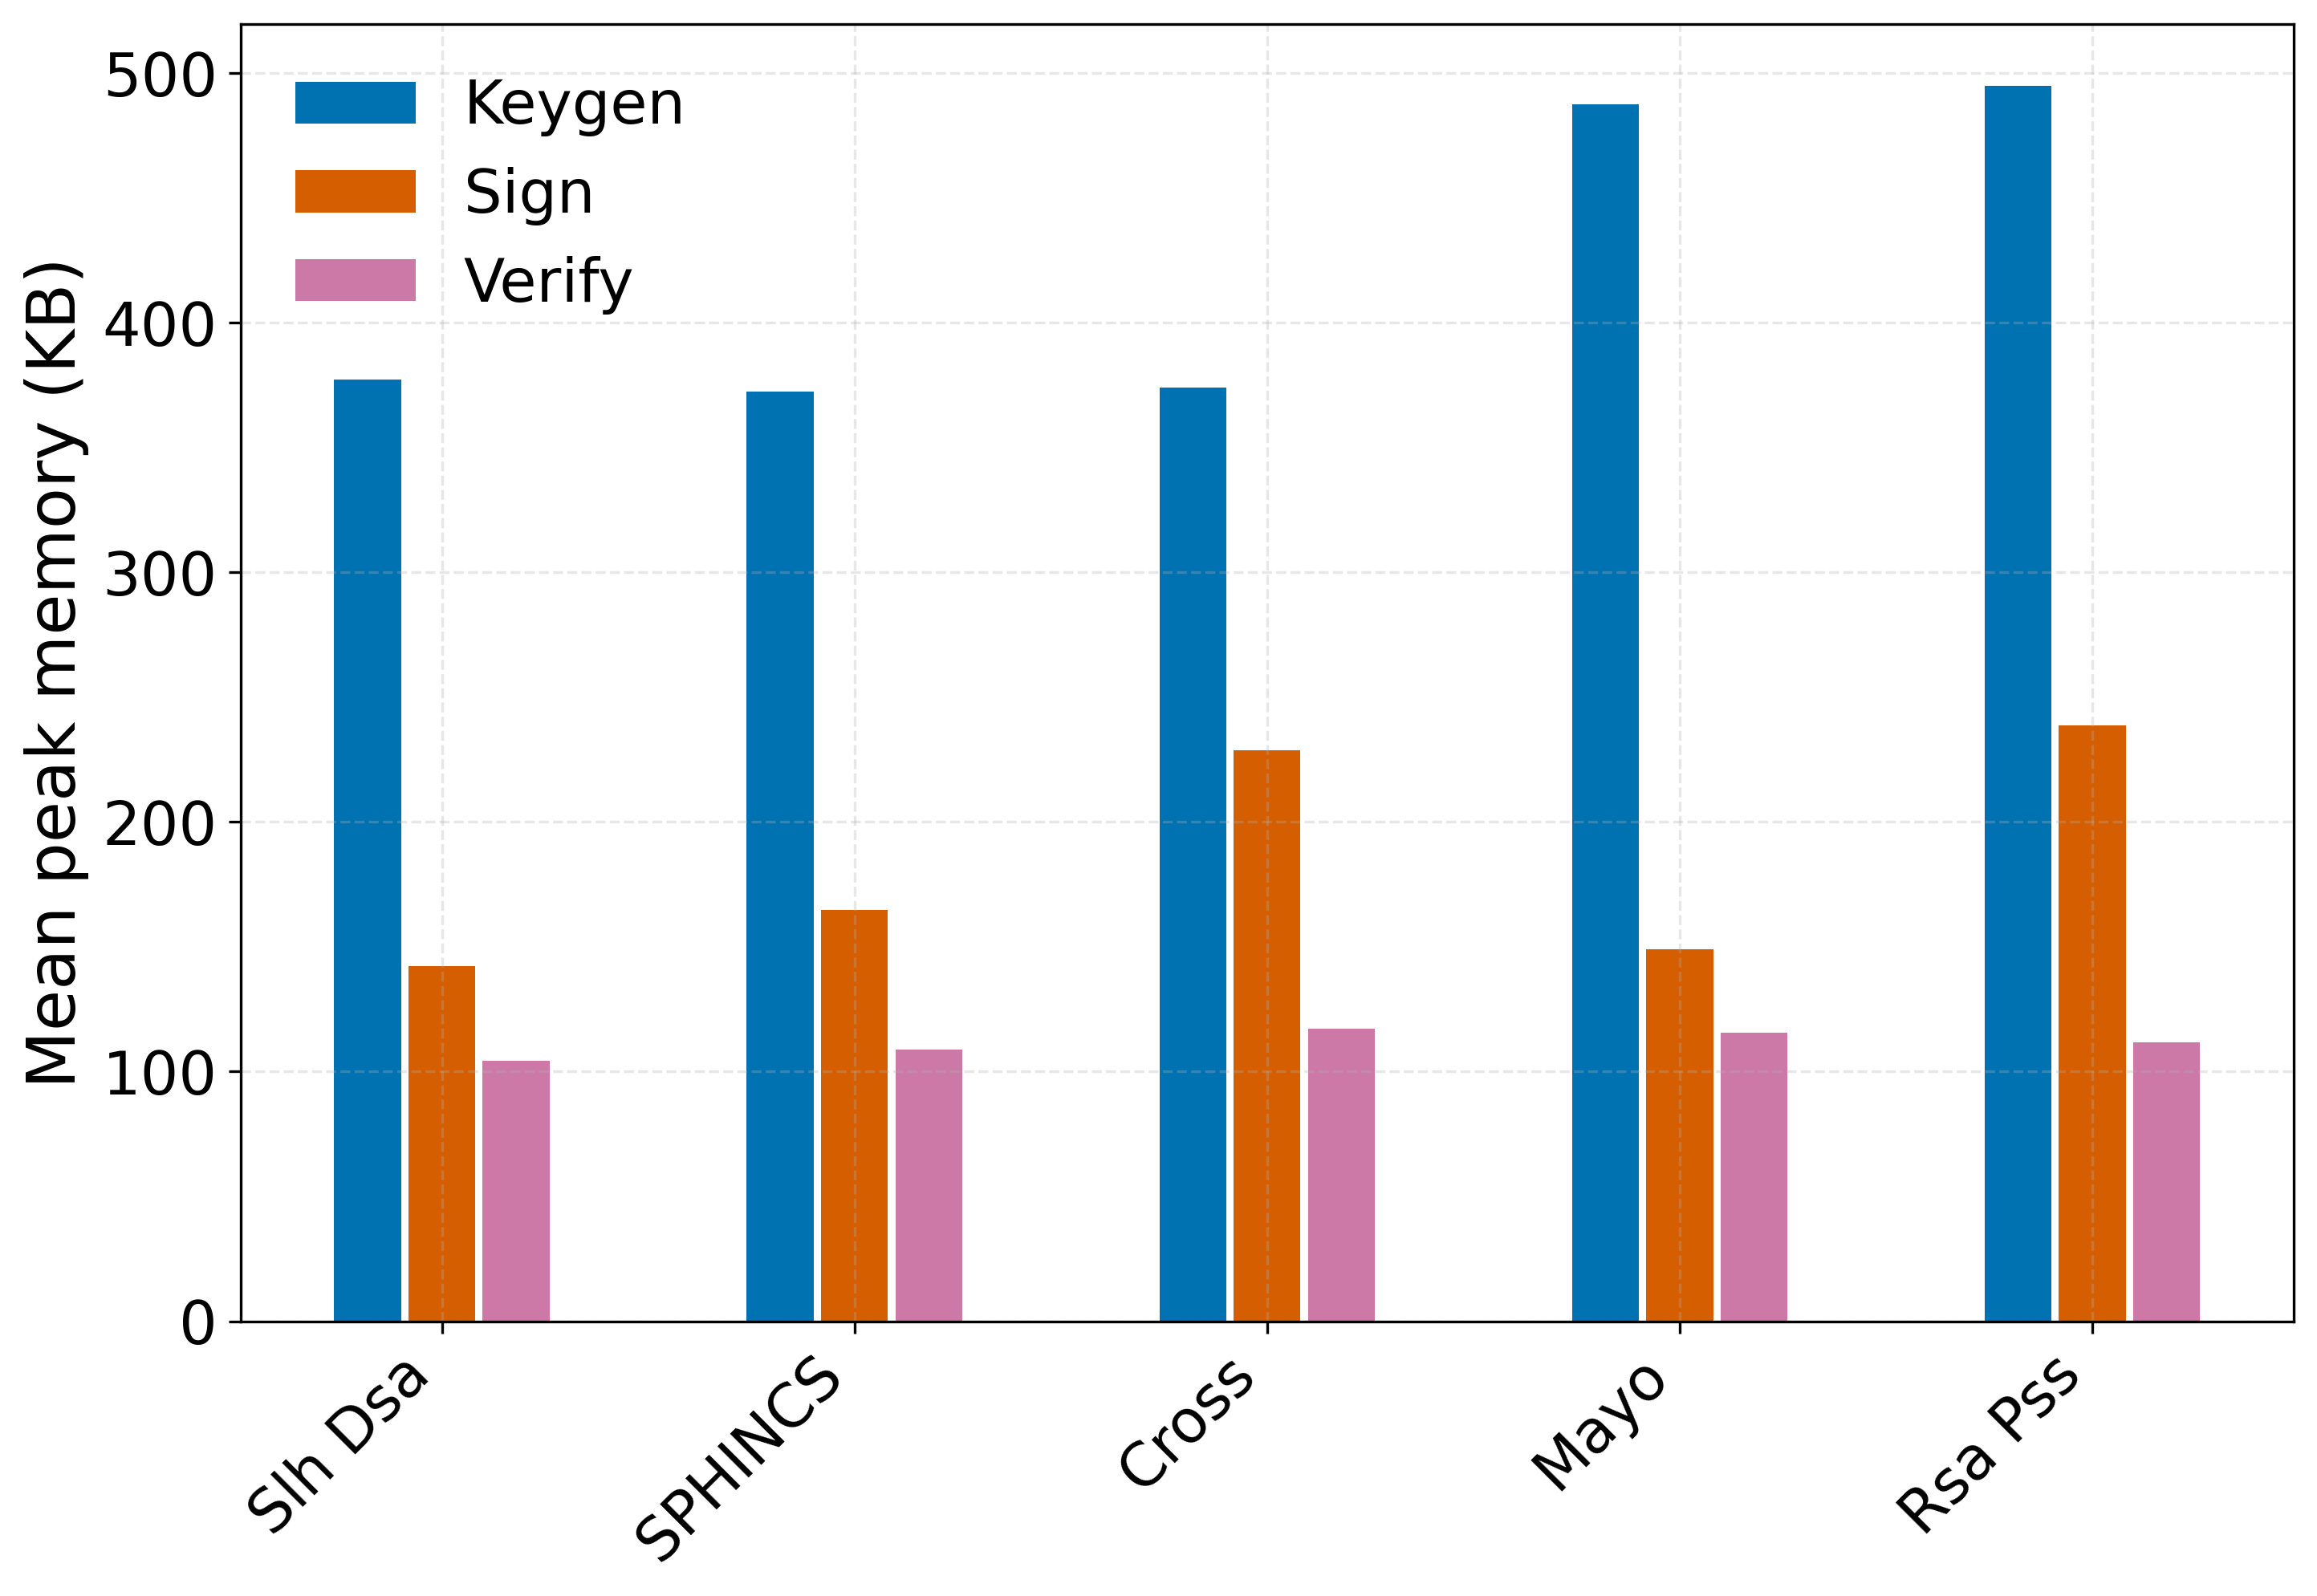 Mean peak memory (KB)
500
400
300
200
100
0
Keygen
Sign
Verify
Slh Dsa
SPHINCS
Cross
Mayo
Rsa Pss